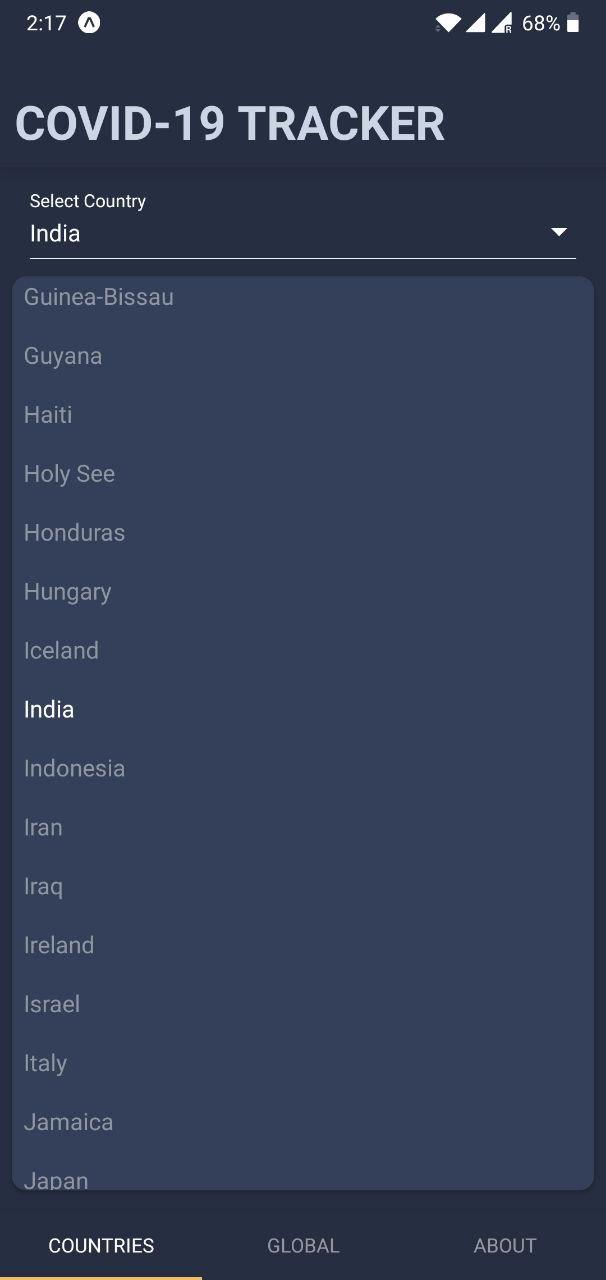 2:17
R
68%
COVID-19 TRACKER
Select Country
India
Guinea-Bissau
Guyana
Haiti
Holy See
Honduras
Hungary
Iceland
India
Indonesia
Iran
Iraq
Ireland
Israel
Italy
Jamaica
Japan
COUNTRIES GLOBAL ABOUT